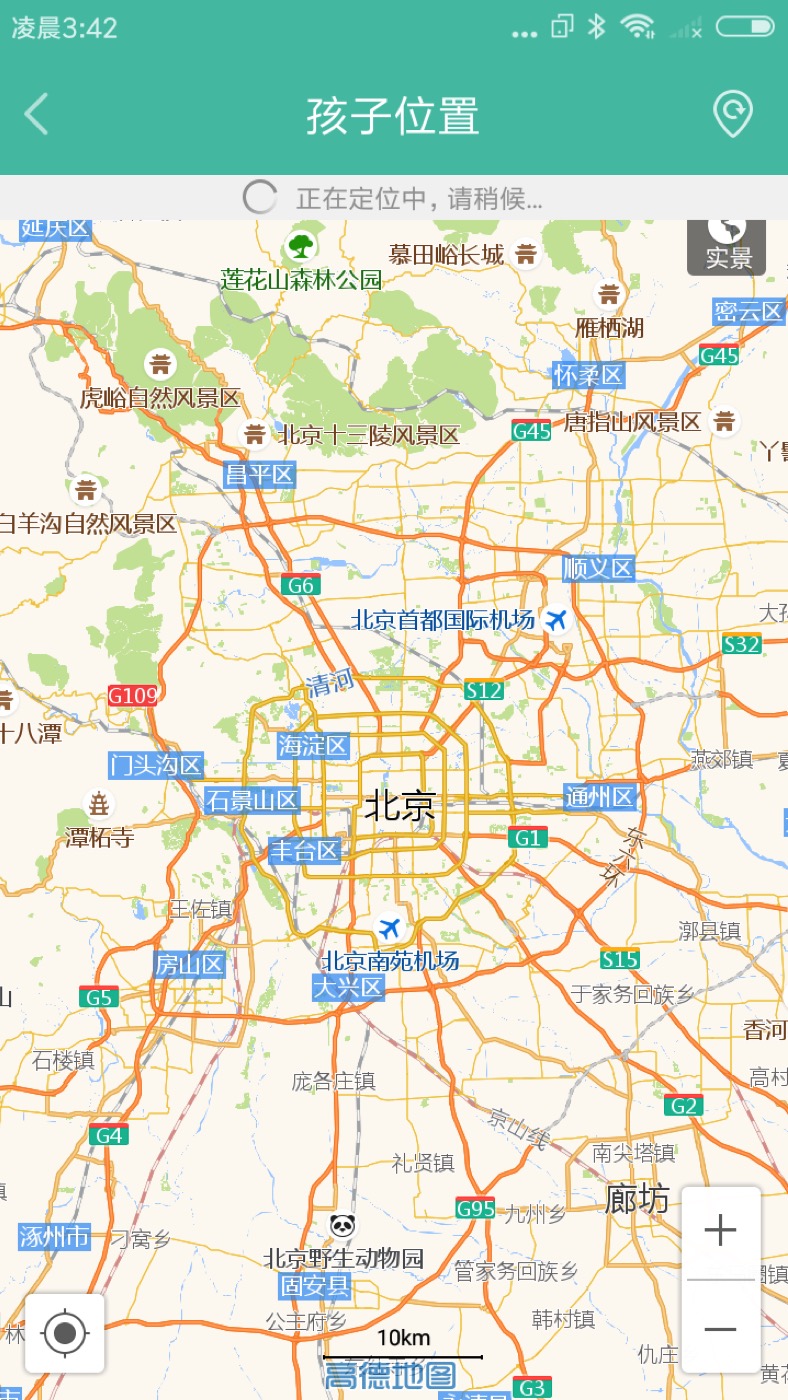 凌晨3:42
孩子位置
正在定位中，请稍候...
延庆区
实景
慕田峪长城
莲花山森林公园
雁栖湖
密云区
G45
怀柔区
虎峪自然风景区
唐指山风景区
G45
北京十三陵风景区
昌平区
白羊沟自然风景区
顺义区
G6
北京首都国际机场
S32
清河
S12
G109
十八潭
海淀区
燕郊镇
门头沟区
石景山区
北京
通州区
潭柘寺
G1
丰台区
东六环
王佐镇
漷县镇
北京南苑机场
房山区
S15
大兴区
G5
于家务回族乡
香河
石楼镇
庞各庄镇
高村
G2
京山线
G4
南尖塔镇
礼贤镇
廊坊
G95
九州乡
涿州市
刁窝乡
北京野生动物园
管家务回族乡
固安县
公主府乡
韩村镇
林
10km
仇庄
高德地图
G3